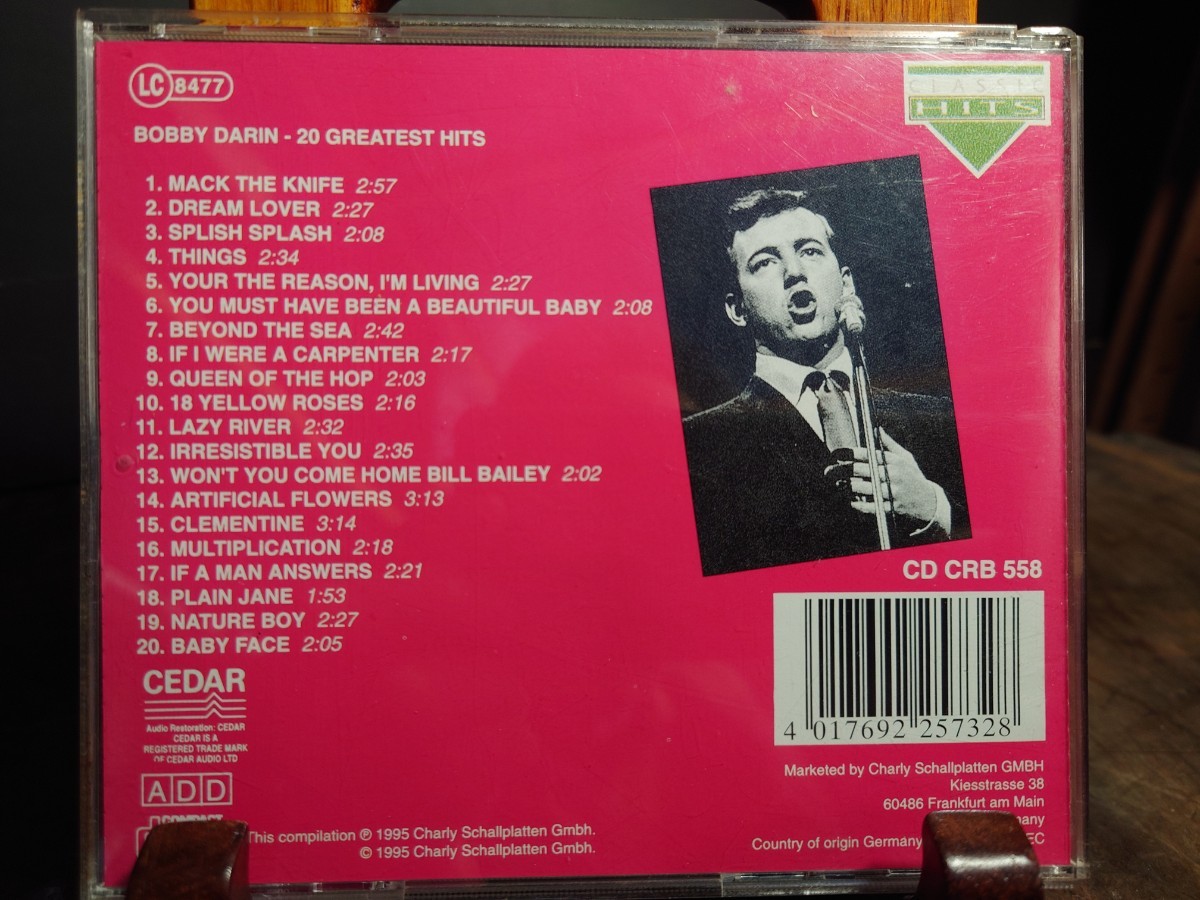 LC 8477
CLASSIC
HITS
BOBBY DARIN - 20 GREATEST HITS
1. MACK THE KNIFE 2:57
2. DREAM LOVER 2:27
3. SPLISH SPLASH 2:08
4. THINGS 2:34
5. YOUR THE REASON, I'M LIVING 2:27
6. YOU MUST HAVE BEEN A BEAUTIFUL BABY 2:08
7. BEYOND THE SEA 2:42
8. IF I WERE A CARPENTER 2:17
9. QUEEN OF THE HOP 2:03
10. 18 YELLOW ROSES 2:16
11. LAZY RIVER 2:32
12. IRRESISTIBLE YOU 2:35
13. WON'T YOU COME HOME BILL BAILEY 2:02
14. ARTIFICIAL FLOWERS 3:13
15. CLEMENTINE 3:14
16. MULTIPLICATION 2:18
17. IF A MAN ANSWERS 2:21
18. PLAIN JANE 1:53
19. NATURE BOY 2:27
20. BABY FACE 2:05
CD CRB 558
4 017692 257328
CEDAR
Audio Restoration: CEDAR
CEDAR IS A
REGISTERED TRADE MARK
OF CEDAR AUDIO LTD
ADD
COMPACT
This compilation ℗ 1995 Charly Schallplatten Gmbh.
© 1995 Charly Schallplatten Gmbh.
Marketed by Charly Schallplatten GMBH
Kiesstrasse 38
60486 Frankfurt am Main
Country of origin Germany